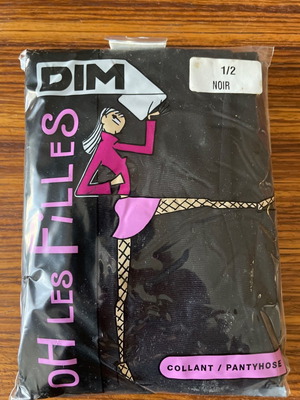 DIM
1/2
NOIR
OH LES FILLES
COLLANT / PANTYHOSE